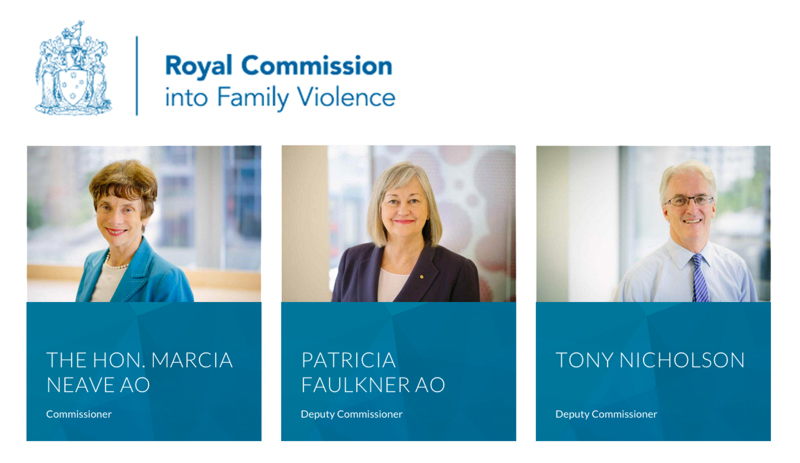 Royal Commission
into Family Violence
THE HON. MARCIA
NEAVE AO
Commissioner
PATRICIA
FAULKNER AO
Deputy Commissioner
TONY NICHOLSON
Deputy Commissioner